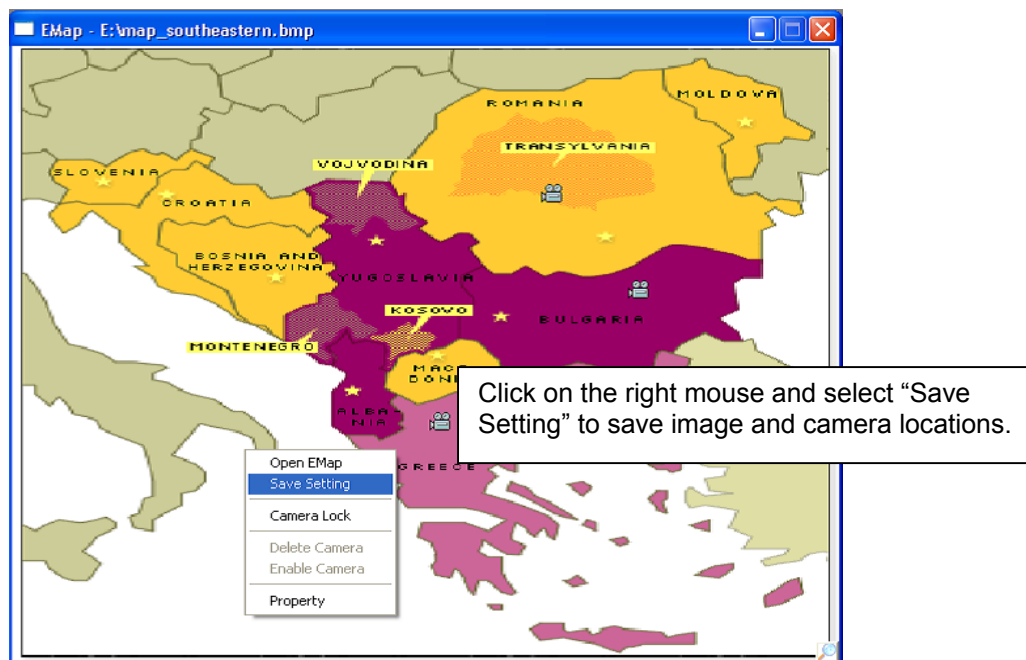 EMap - E:\map_southeastern.bmp
ROMANIA
MOLDOVA
TRANSYLVANIA
VOJVODINA
SLOVENIA
CROATIA
BOSNIA AND
HERZEGOVINA
YUGOSLAVIA
KOSOVO
BULGARIA
MONTENEGRO
MACE
DONI
ALBA-
NIA
GREECE
Click on the right mouse and select “Save
Setting” to save image and camera locations.
Open EMap
Save Setting
Camera Lock
Delete Camera
Enable Camera
Property